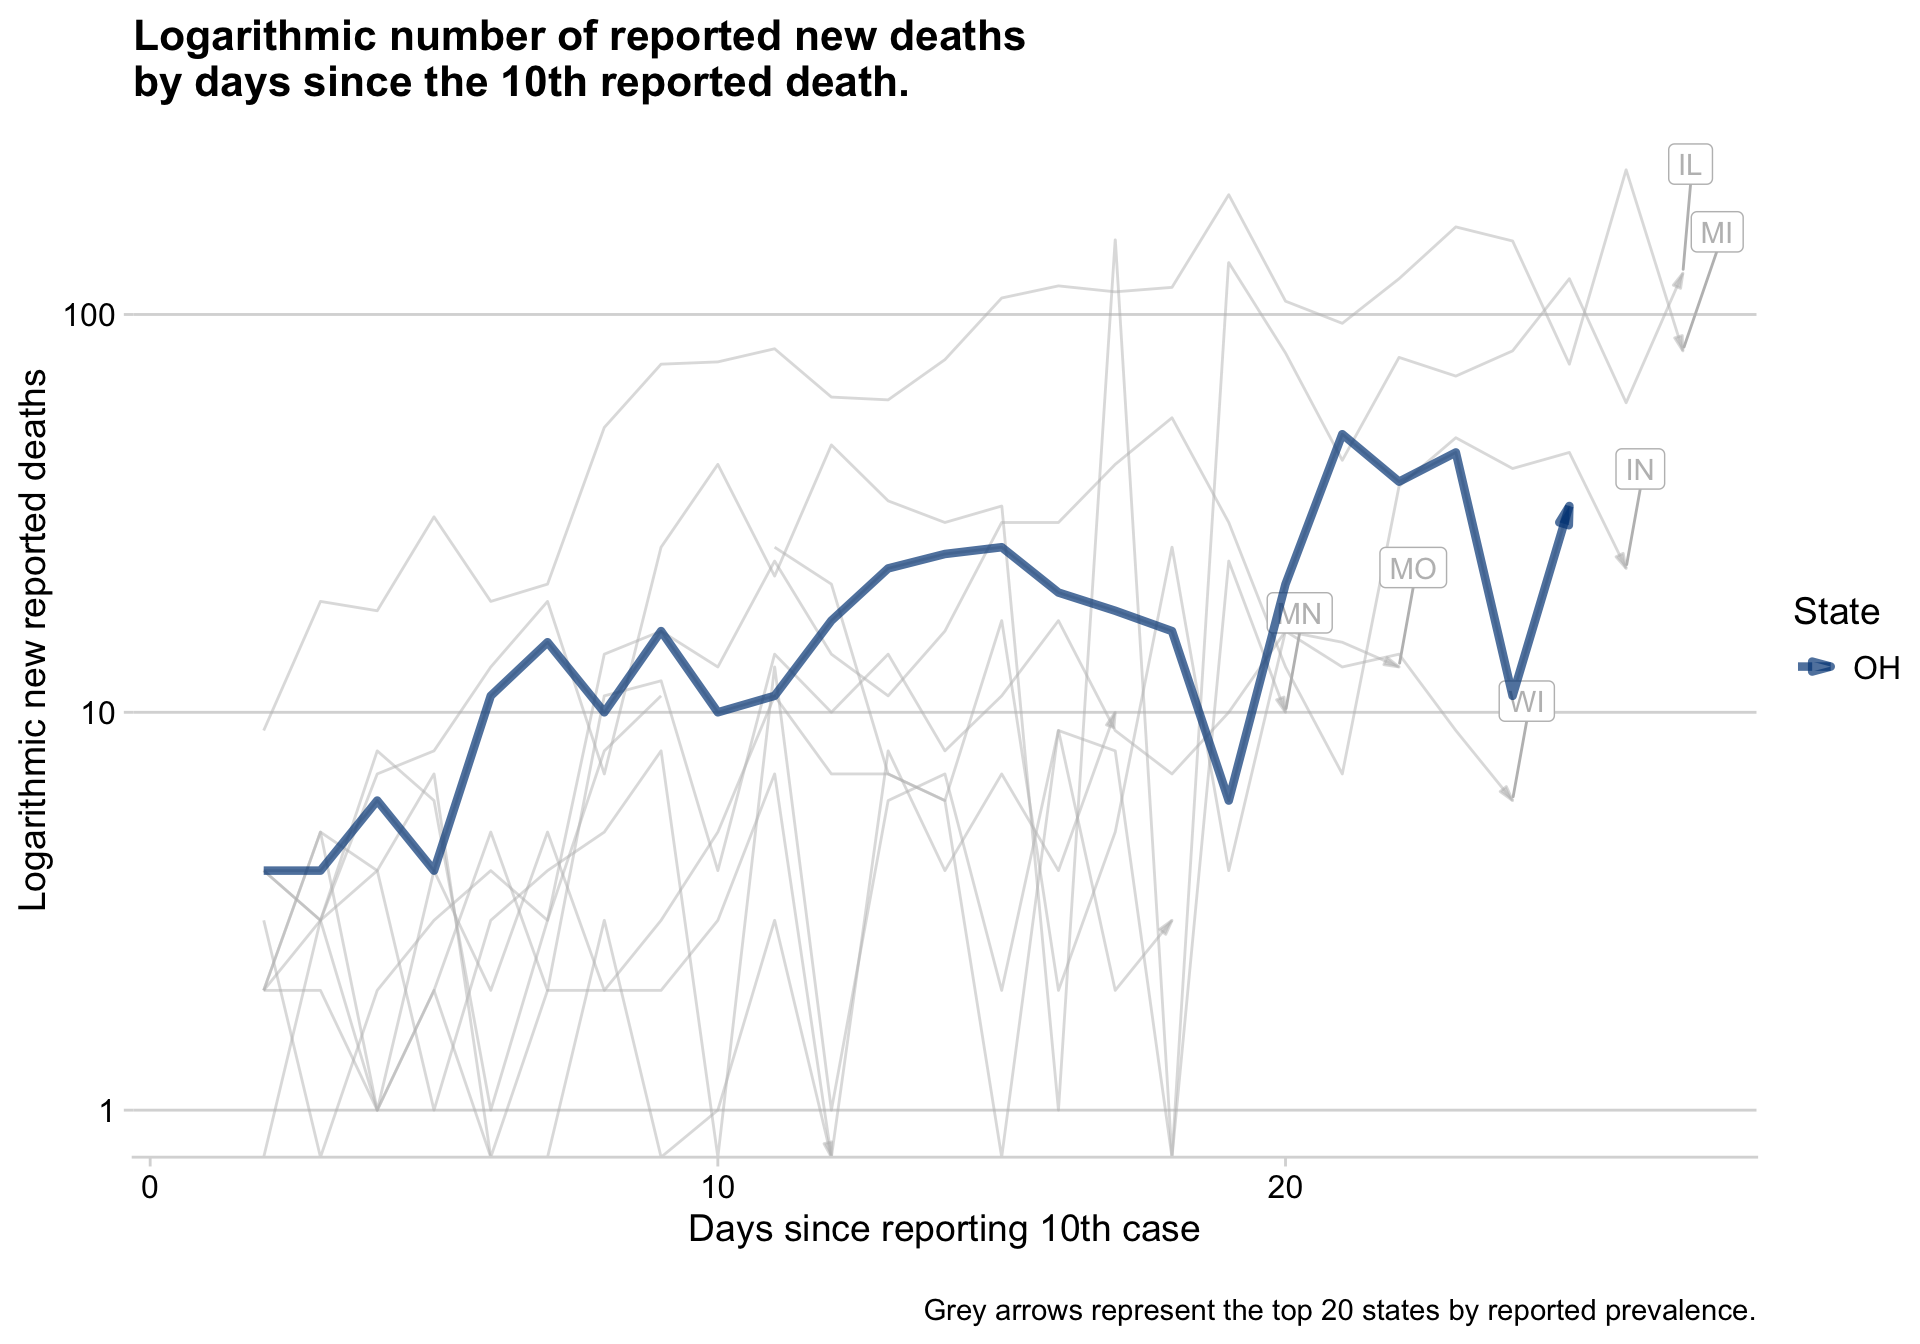 Logarithmic number of reported new deaths
by days since the 10th reported death.
IL
MI
100
IN
MO
MN
State
OH
WI
10
1
Logarithmic new reported deaths
0
10
20
Days since reporting 10th case
Grey arrows represent the top 20 states by reported prevalence.